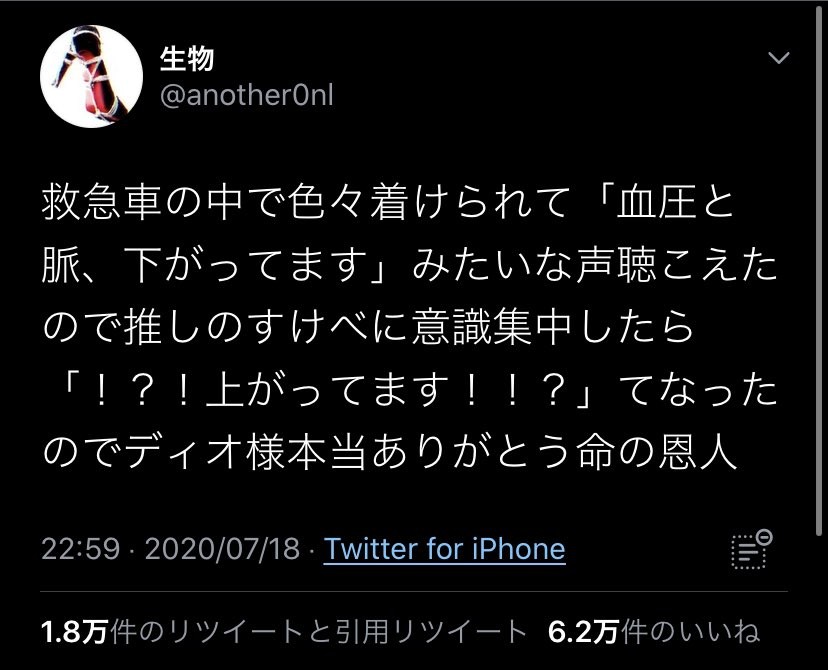 生物
@another0nl
救急車の中で色々着けられて「血圧と
脈、下がってます」みたいな声聴こえた
ので推しのすけべに意識集中したら
「！？！上がってます！！？」てなった
のでディオ様本当ありがとう命の恩人
22:59 · 2020/07/18 · Twitter for iPhone
1.8万件のリツイートと引用リツイート 6.2万件のいいね